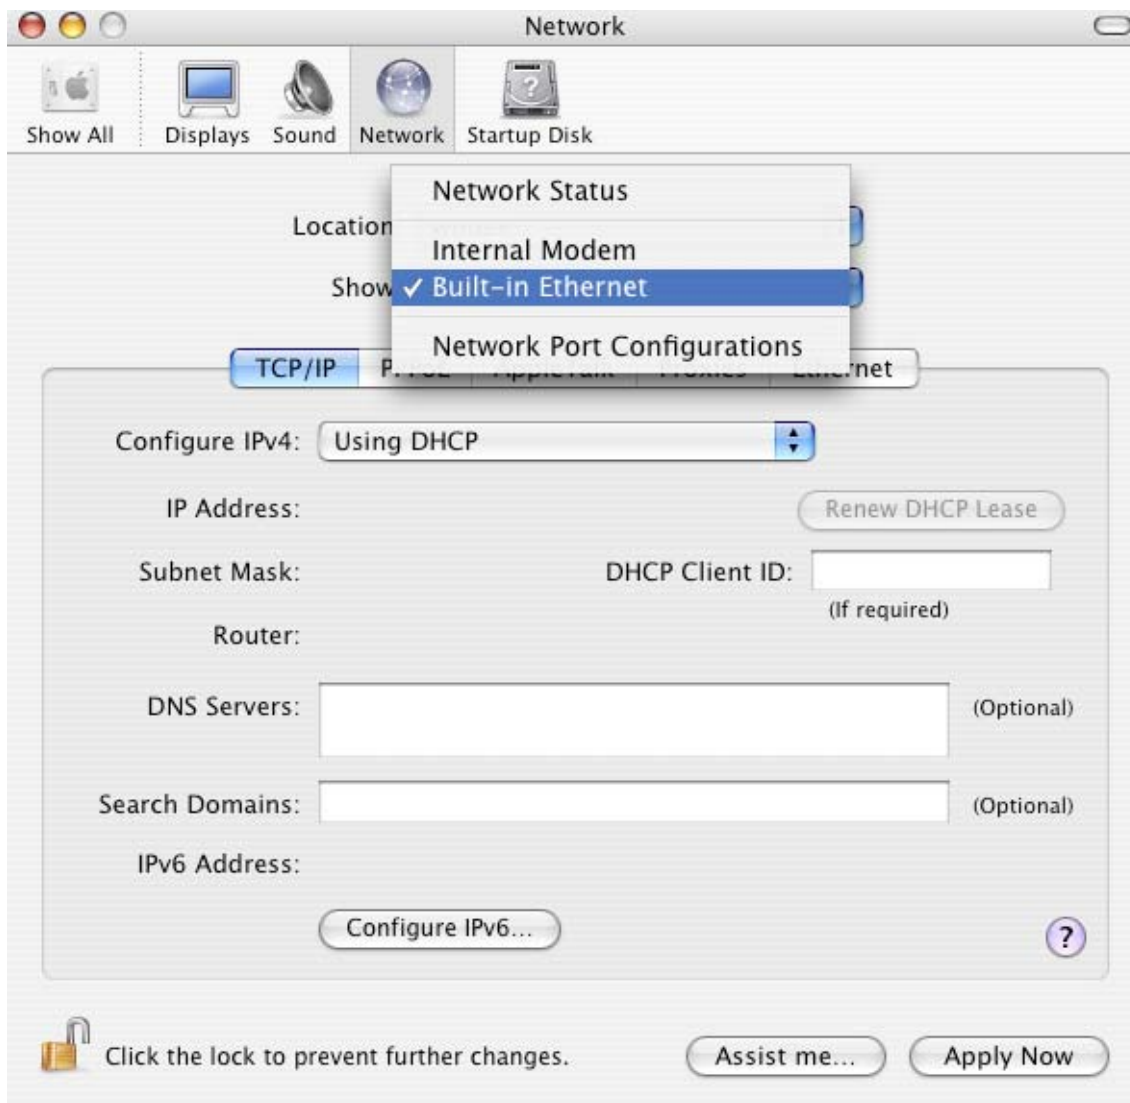 Network
Show All Displays Sound Network Startup Disk
Network Status
Location
Internal Modem
Show ✓ Built-in Ethernet
Network Port Configurations
TCP/IP
Configure IPv4: Using DHCP
IP Address: Renew DHCP Lease
Subnet Mask: DHCP Client ID:
(If required)
Router:
DNS Servers: (Optional)
Search Domains: (Optional)
IPv6 Address:
Configure IPv6...
?
Click the lock to prevent further changes. Assist me... Apply Now